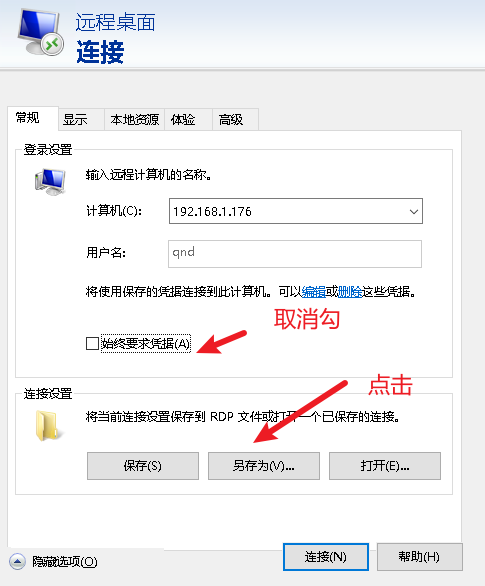 远程桌面
连接
常规 显示 本地资源 体验 高级
登录设置
输入远程计算机的名称。
计算机(C): 192.168.1.176
用户名: qnd
将使用保存的凭据连接到此计算机。可以编辑或删除这些凭据。
取消勾
始终要求凭据(A)
点击
连接设置
将当前连接设置保存到 RDP 文件或打开一个已保存的连接。
保存(S) 另存为(V)... 打开(E)...
隐藏选项(O) 连接(N) 帮助(H)